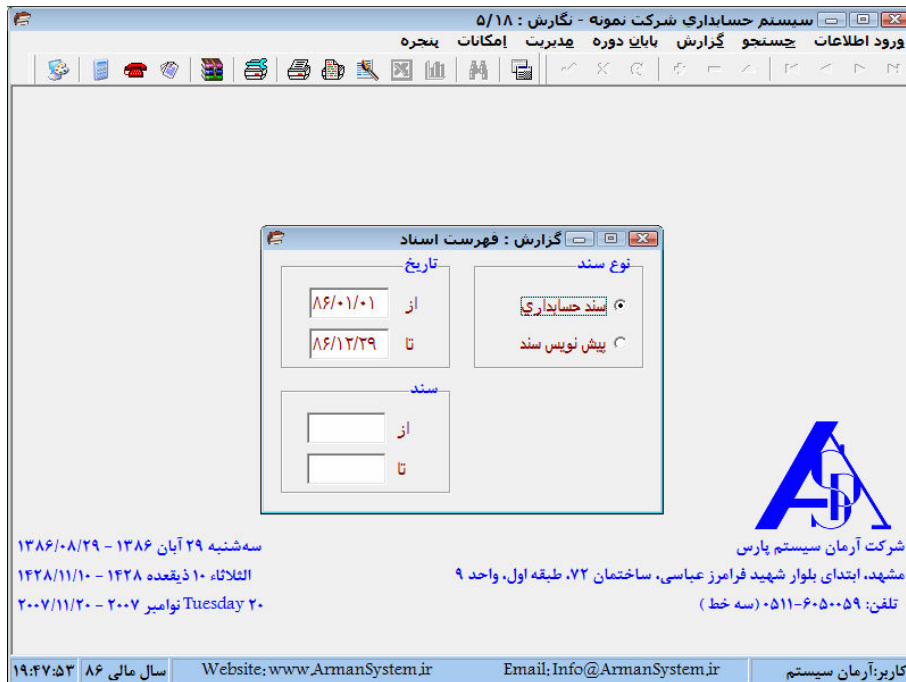 سیستم حسابداری شرکت نمونه - نگارش : ۵/۱۸
ورود اطلاعات جستجو گزارش پایان دوره مدیریت امکانات پنجره
گزارش : فهرست اسناد
نوع سند
سند حسابداري
پیش نویس سند
تاریخ
از ۸۶/۰۱/۰۱
تا ۸۶/۱۲/۲۹
سند
از
تا
ASP
شرکت آرمان سیستم پارس
مشهد، ابتدای بلوار شهید فرامرز عباسی، ساختمان ۷۲، طبقه اول، واحد ۹
تلفن: ۶۰۵۰۰۵۹-۰۵۱۱ (سه خط )
سه‌شنبه ۲۹ آبان ۱۳۸۶ - ۱۳۸۶/۰۸/۲۹
الثلاثاء ۱۰ ذیقعده ۱۴۲۸ - ۱۴۲۸/۱۱/۱۰
۲۰ Tuesday نوامبر ۲۰۰۷ - ۲۰۰۷/۱۱/۲۰
کاربر:آرمان سیستم Email:Info@ArmanSystem.ir Website:www.ArmanSystem.ir سال مالی ۸۶ ۱۹:۴۷:۵۳